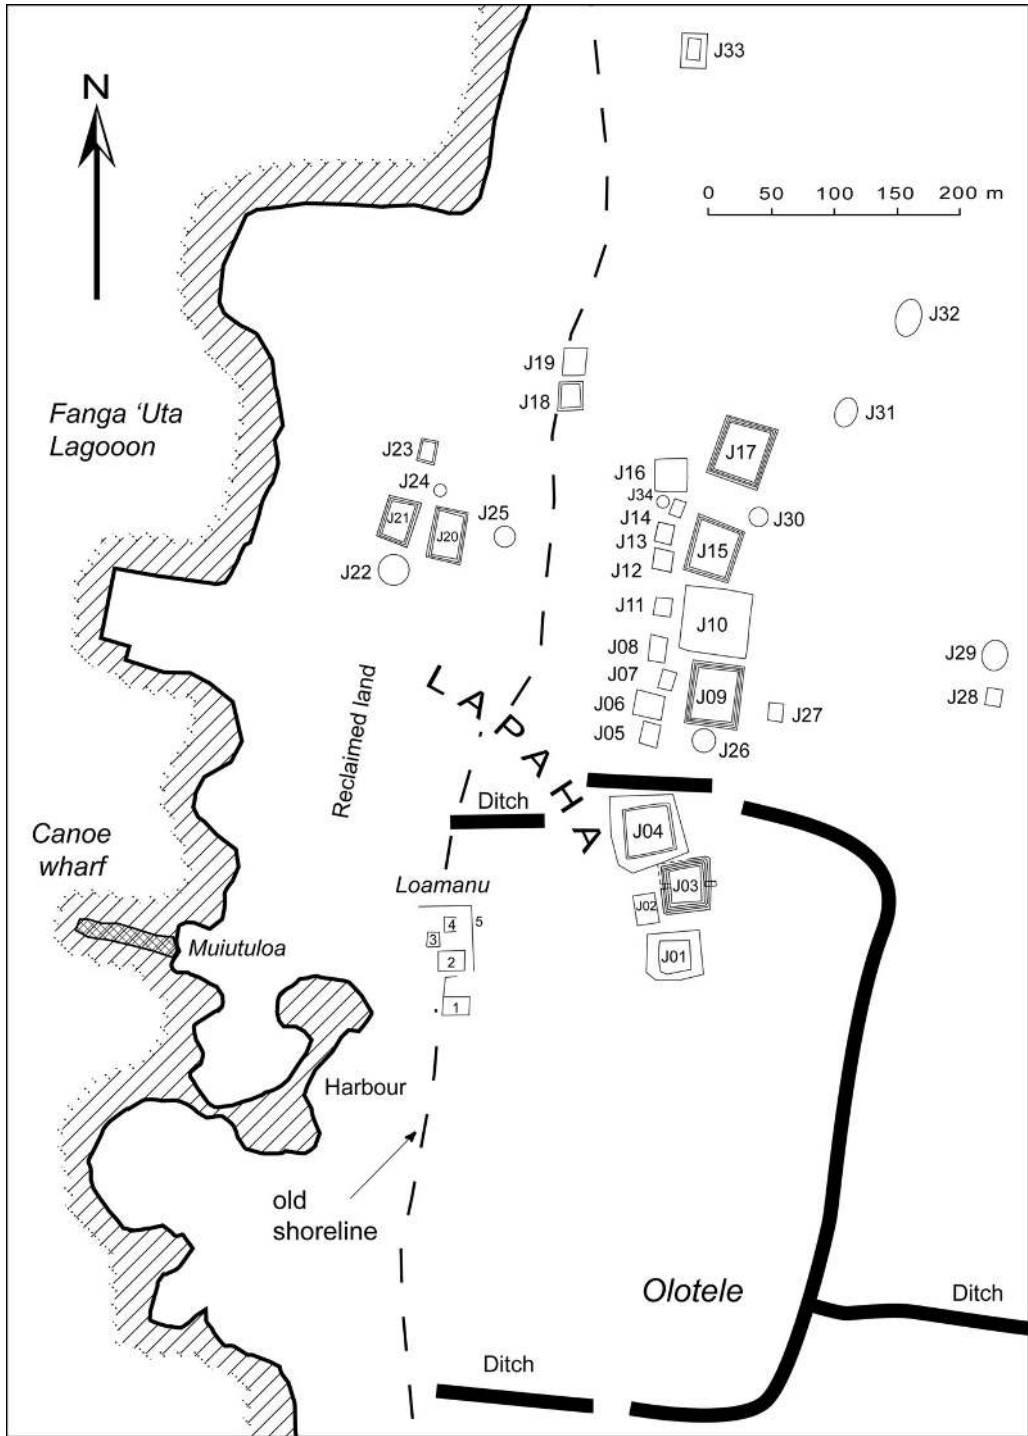 J33
N
0 50 100 150 200 m
J32
J19
Fanga ‘Uta
Lagooon
J18
J31
J23
J17
J16
J24
J34
J21
J25
J20
J14
J30
J13
J15
J22
J12
J11
J10
J08
J29
LAPAHA
J07
J09
J28
Reclaimed land
J06
J27
J05
J26
Ditch
Canoe
wharf
J04
Loamanu
J03
J02
5
4
3
2
1
Muiutuloa
J01
Harbour
old
shoreline
Olotele
Ditch
Ditch